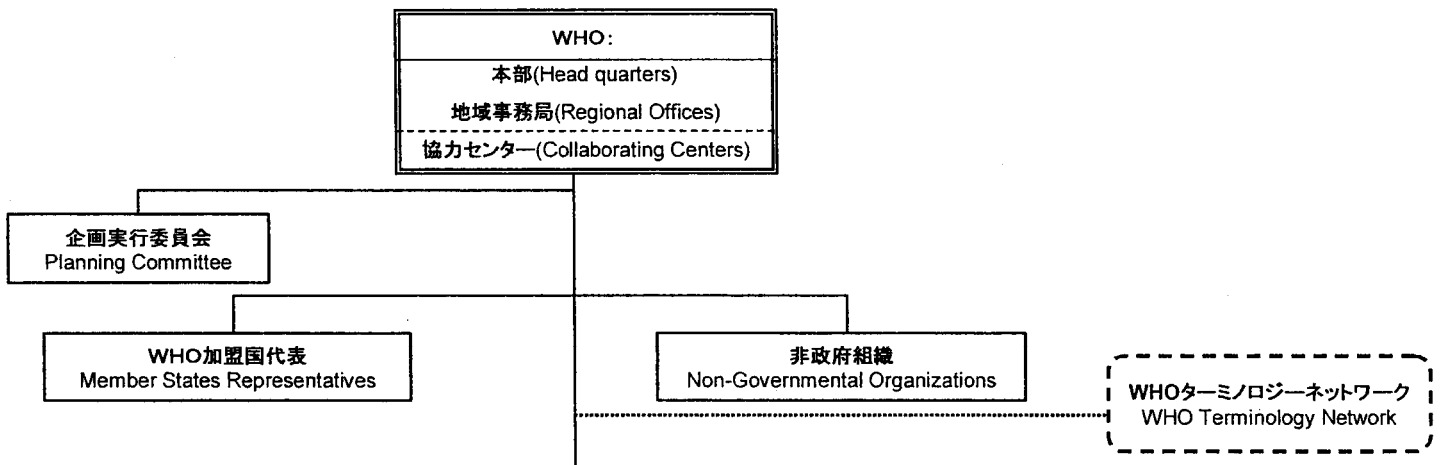 WHO:
本部(Head quarters)
地域事務局(Regional Offices)
協力センター(Collaborating Centers)
企画実行委員会
Planning Committee
WHO加盟国代表
Member States Representatives
非政府組織
Non-Governmental Organizations
WHOターミノロジーネットワーク
WHO Terminology Network